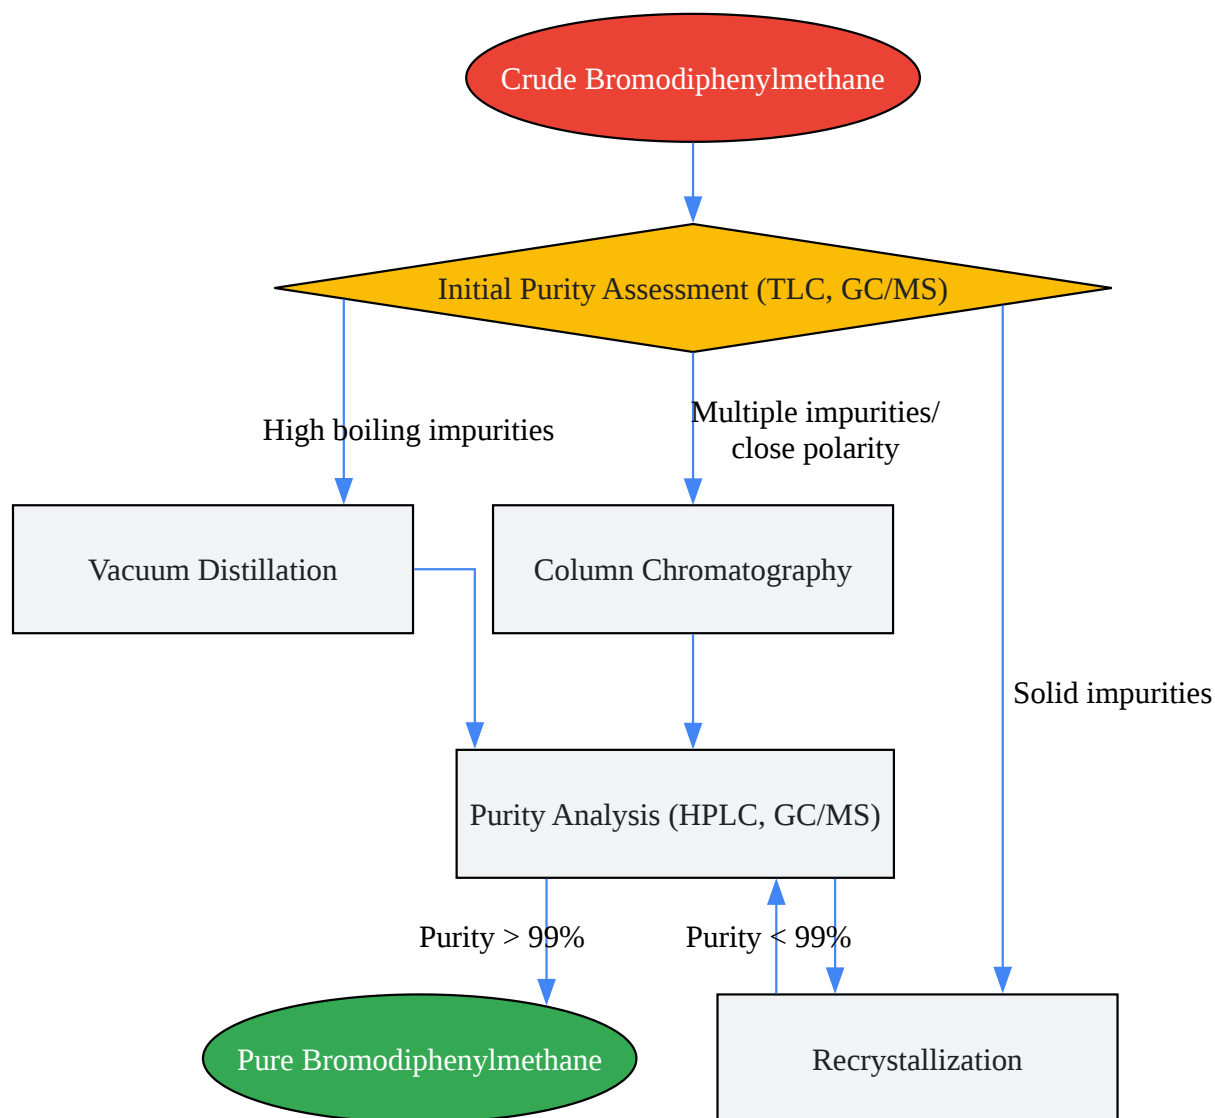 Crude Bromodiphenylmethane
Initial Purity Assessment (TLC, GC/MS)
High boiling impurities
Multiple impurities/
close polarity
Vacuum Distillation
Column Chromatography
Solid impurities
Purity Analysis (HPLC, GC/MS)
Purity > 99%
Purity < 99%
Pure Bromodiphenylmethane
Recrystallization